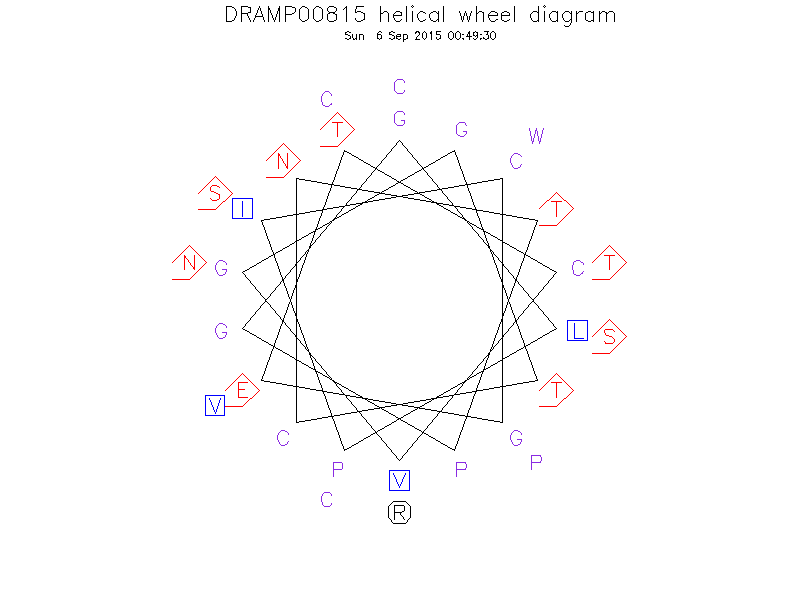 DRAMP00815 helical wheel diagram
Sun 6 Sep 2015 00:49:30
C
C
T
G
G
W
N
C
S
I
T
N
G
C
T
G
L
S
E
T
V
C
G
P
P
P
V
C
R